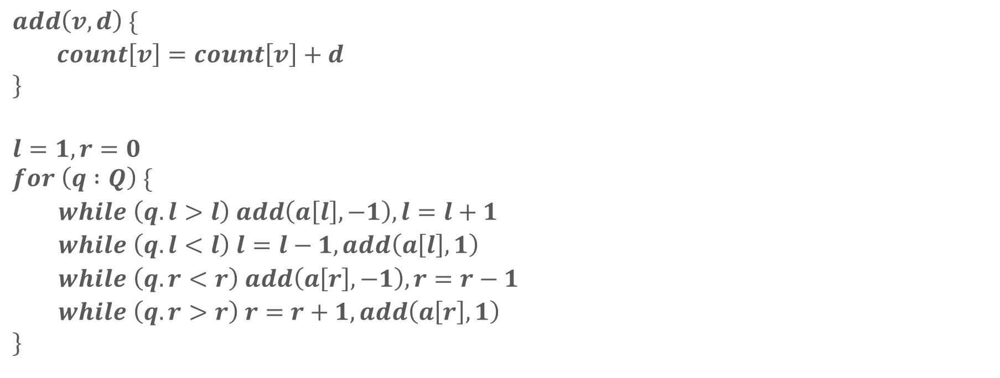 add(v, d) {
count[v] = count[v] + d
}
l = 1, r = 0
for (q : Q) {
while (q. l > l) add(a[l], −1), l = l + 1
while (q. l < l) l = l − 1, add(a[l], 1)
while (q. r < r) add(a[r], −1), r = r − 1
while (q. r > r) r = r + 1, add(a[r], 1)
}